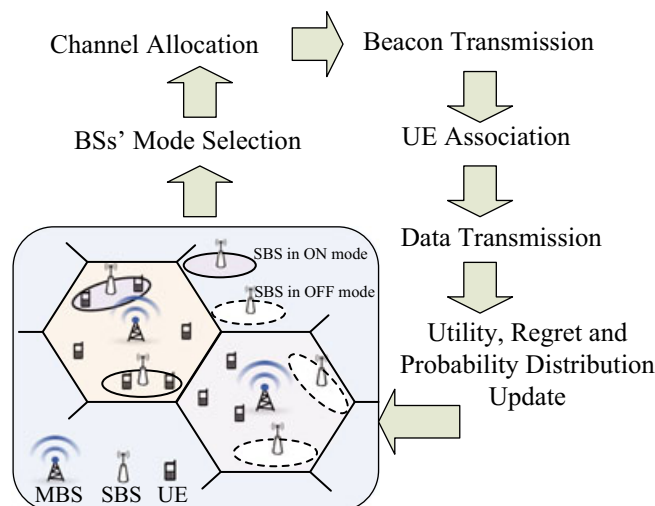 Channel Allocation
Beacon Transmission
BSs' Mode Selection
UE Association
Data Transmission
SBS in ON mode
SBS in OFF mode
Utility, Regret and
Probability Distribution
Update
MBS
SBS
UE